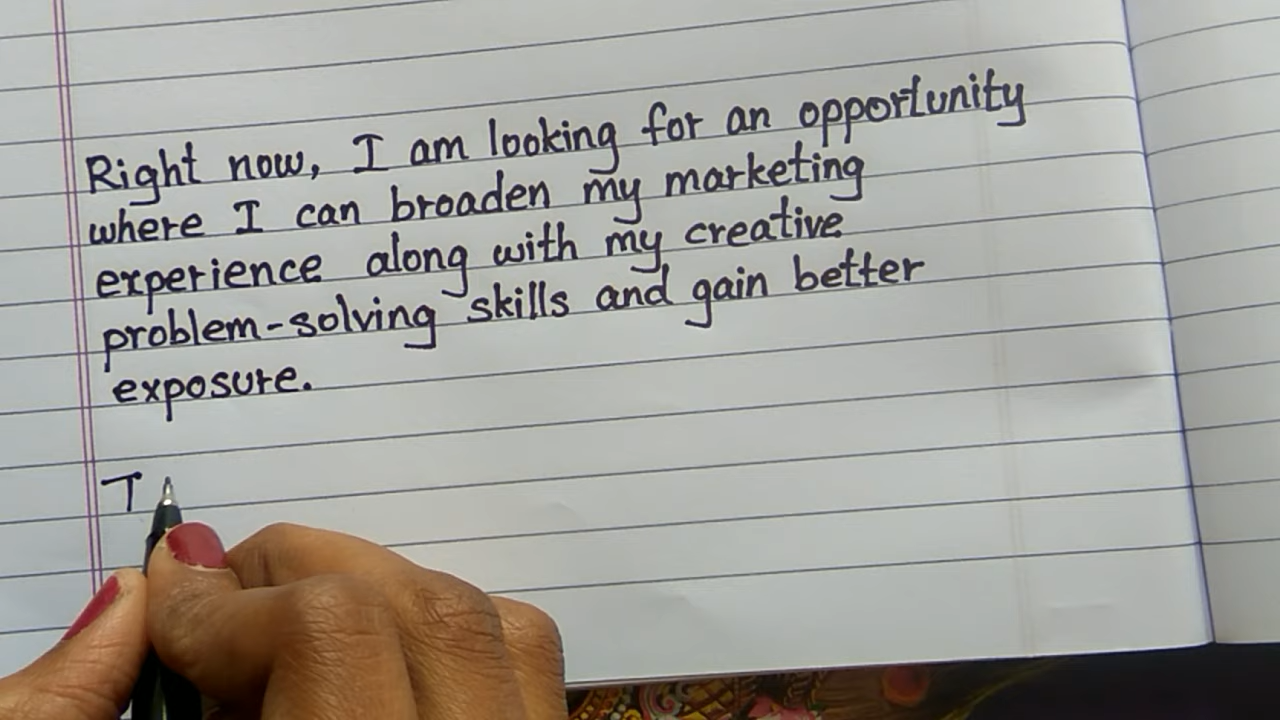 Right now, I am looking for an opportunity
where I can broaden my marketing
experience along with my creative
problem-solving skills and gain better
exposure.
T